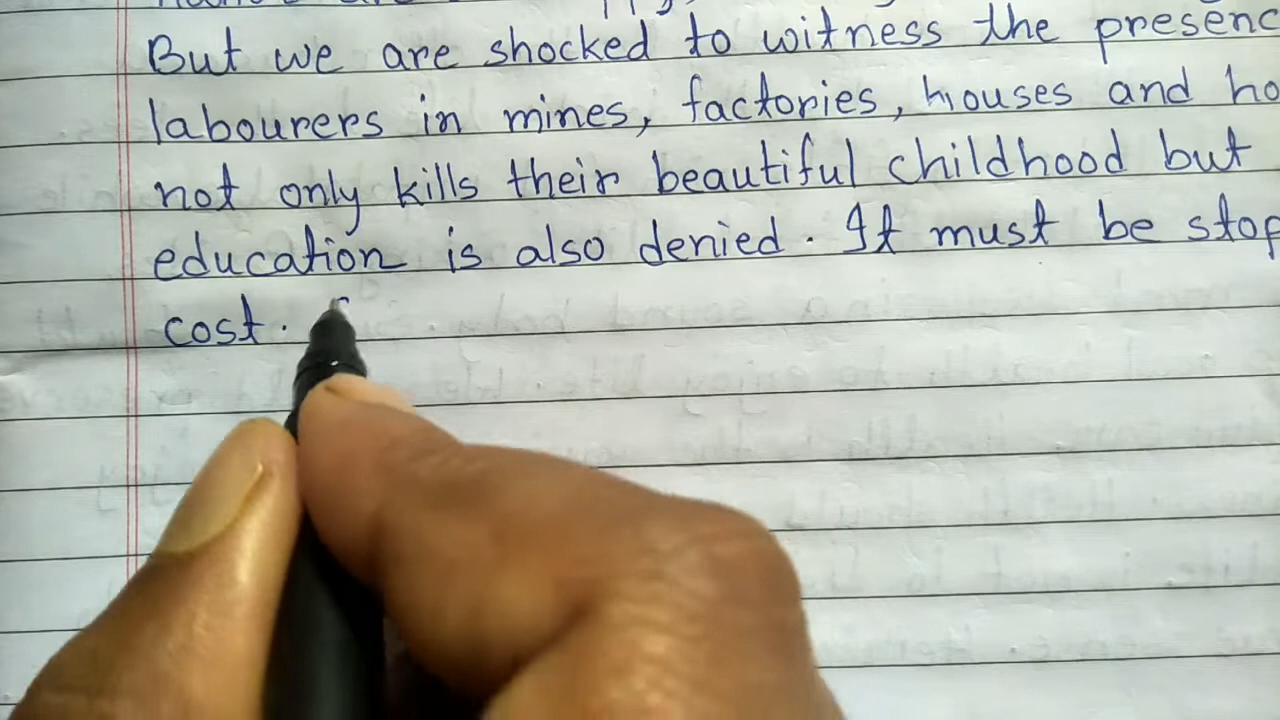 But we are shocked to witness the presenc
labourers in mines, factories, houses and ho
not only kills their beautiful childhood but
education is also denied. It must be stop
cost.